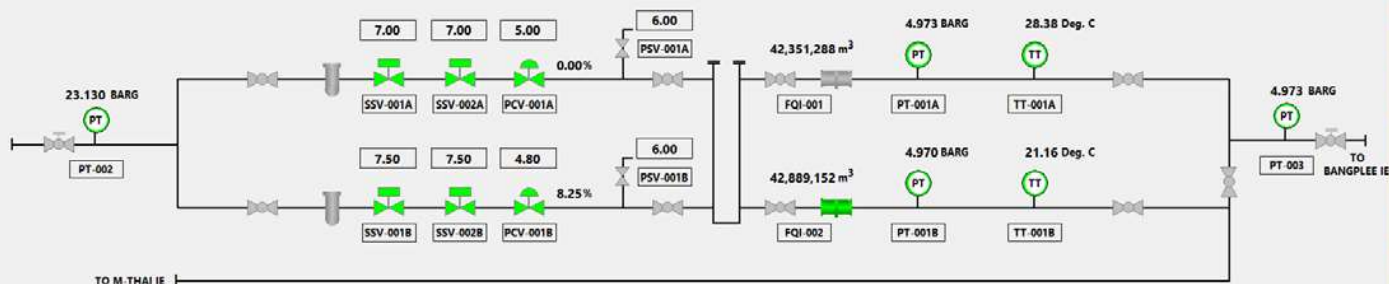 7.00 7.00 5.00 6.00 4.973 BARG 28.38 Deg. C
PSV-001A 42,351,288 m³ PT TT
0.00%
23.130 BARG SSV-001A SSV-002A PCV-001A FQI-001 PT-001A TT-001A 4.973 BARG
PT PT
7.50 7.50 4.80 6.00 4.970 BARG 21.16 Deg. C
PT-002 PSV-001B PT-003 TO
BANGPLEE IE
8.25% 42,889,152 m³ PT TT
SSV-001B SSV-002B PCV-001B FQI-002 PT-001B TT-001B
TO M-THAI IE